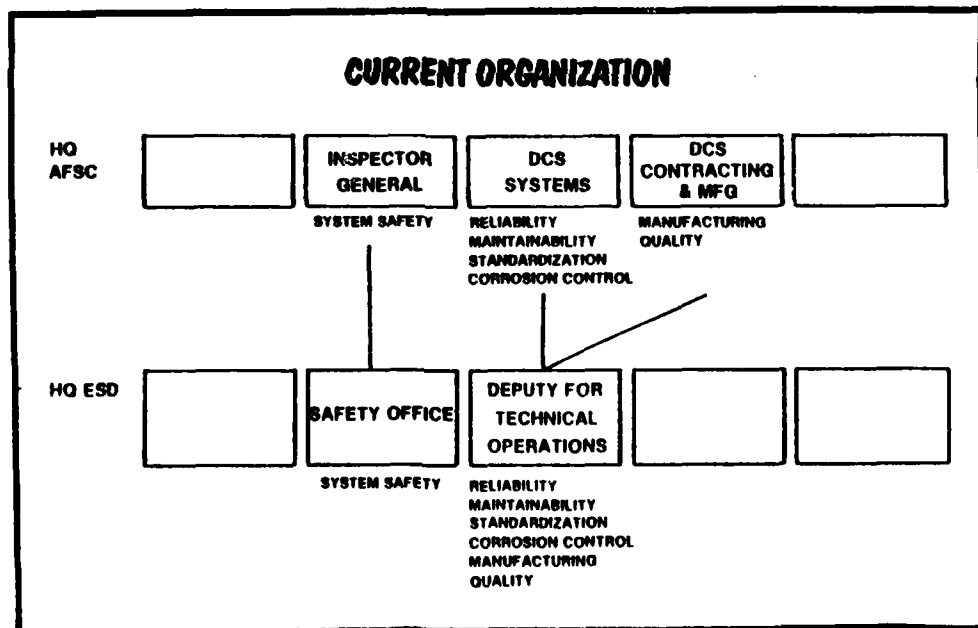 CURRENT ORGANIZATION
HQ
AFSC
INSPECTOR
GENERAL
DCS
SYSTEMS
DCS
CONTRACTING
& MFG
SYSTEM SAFETY
RELIABILITY
MAINTAINABILITY
STANDARDIZATION
CORROSION CONTROL
MANUFACTURING
QUALITY
HQ ESD
SAFETY OFFICE
DEPUTY FOR
TECHNICAL
OPERATIONS
SYSTEM SAFETY
RELIABILITY
MAINTAINABILITY
STANDARDIZATION
CORROSION CONTROL
MANUFACTURING
QUALITY